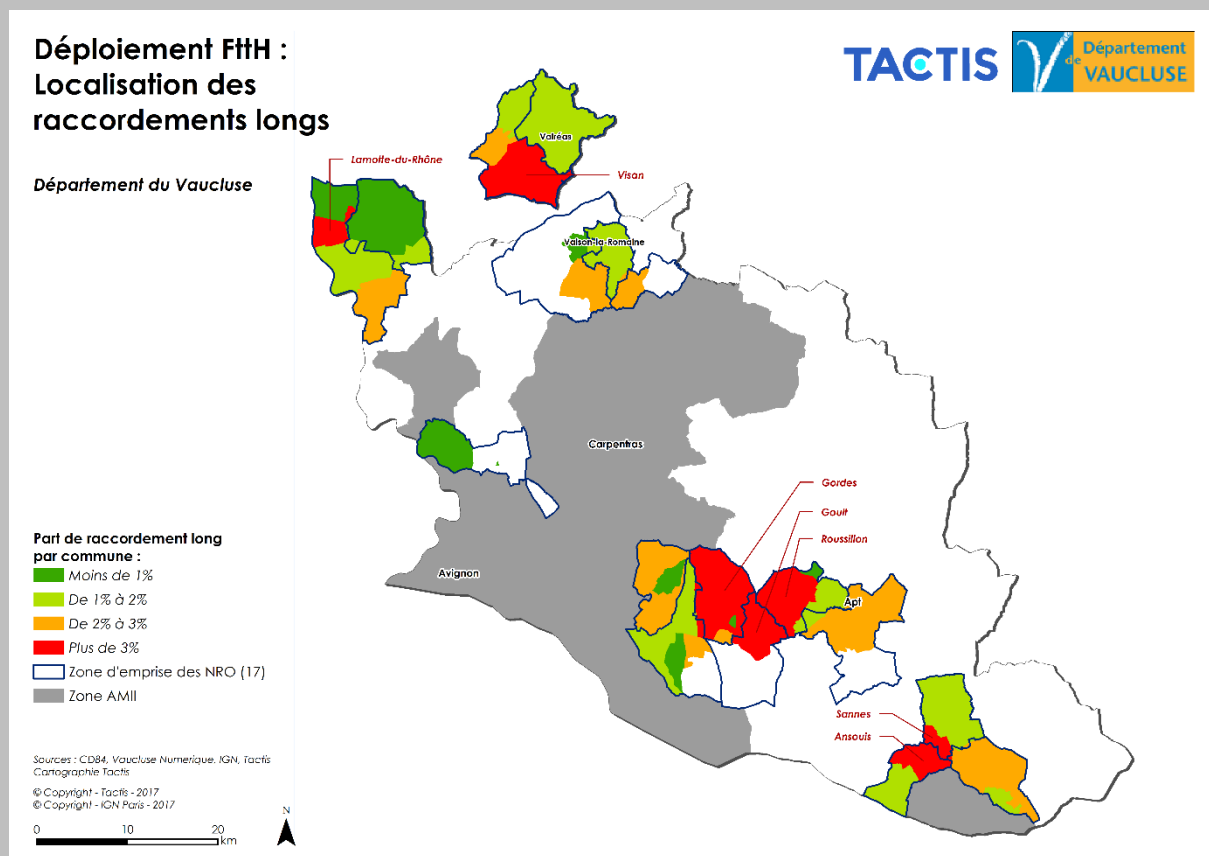 Déploiement FttH :
Localisation des
raccordements longs
Département du Vaucluse
TACTIS
Département
de VAUCLUSE
Valréas
Lamotte-du-Rhône
Visan
Vaison-la-Romaine
Carpentras
Gordes
Goult
Roussillon
Avignon
Apt
Sannes
Ansouis
Part de raccordement long
par commune :
Moins de 1%
De 1% à 2%
De 2% à 3%
Plus de 3%
Zone d'emprise des NRO (17)
Zone AMII
Sources : CD84, Vaucluse Numerique, IGN, Tactis
Cartographie Tactis
© Copyright - Tactis - 2017
© Copyright - IGN Paris - 2017
N
0 10 20
km